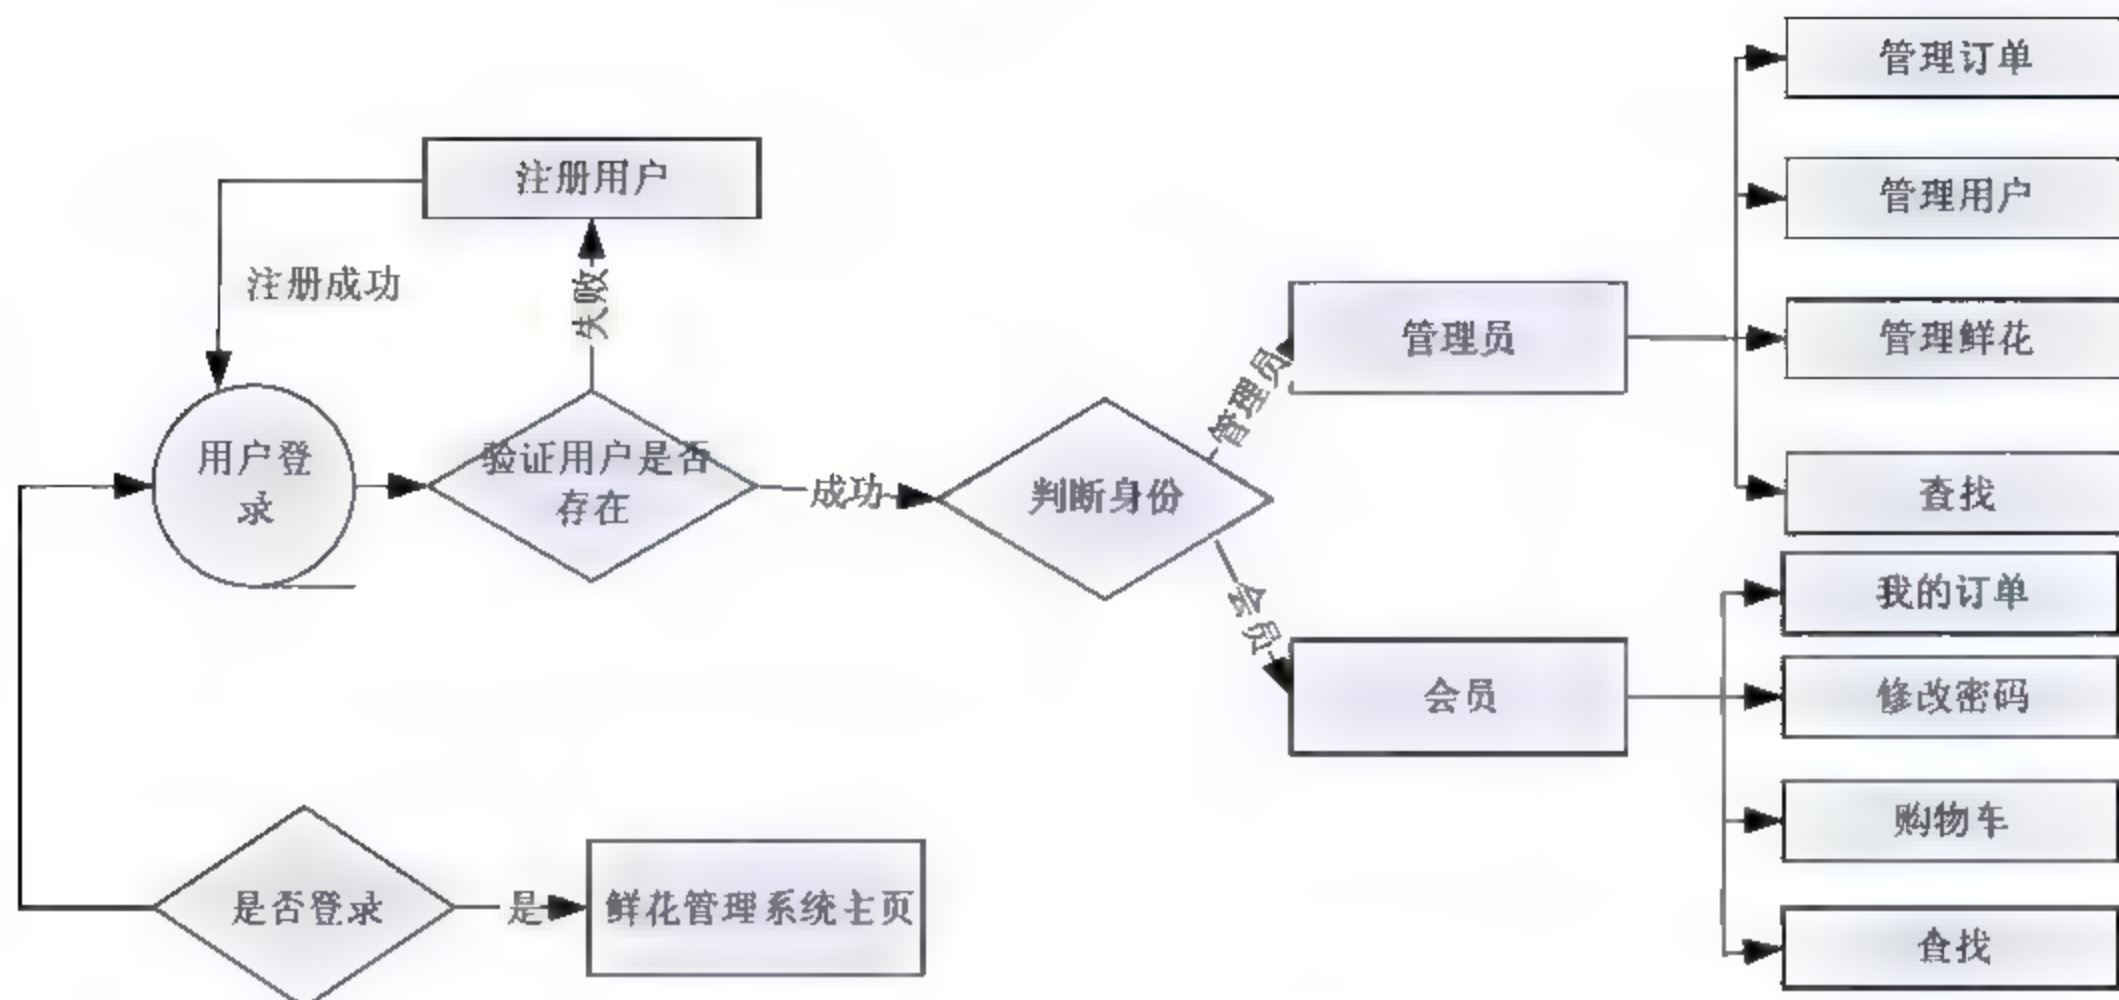 管理订单
注册用户
管理用户
注册成功
失败
管理员
管理员
管理鲜花
用户登
录
验证用户是否
存在
成功
判断身份
查找
会员
会员
我的订单
修改密码
购物车
是否登录
是
鲜花管理系统主页
查找